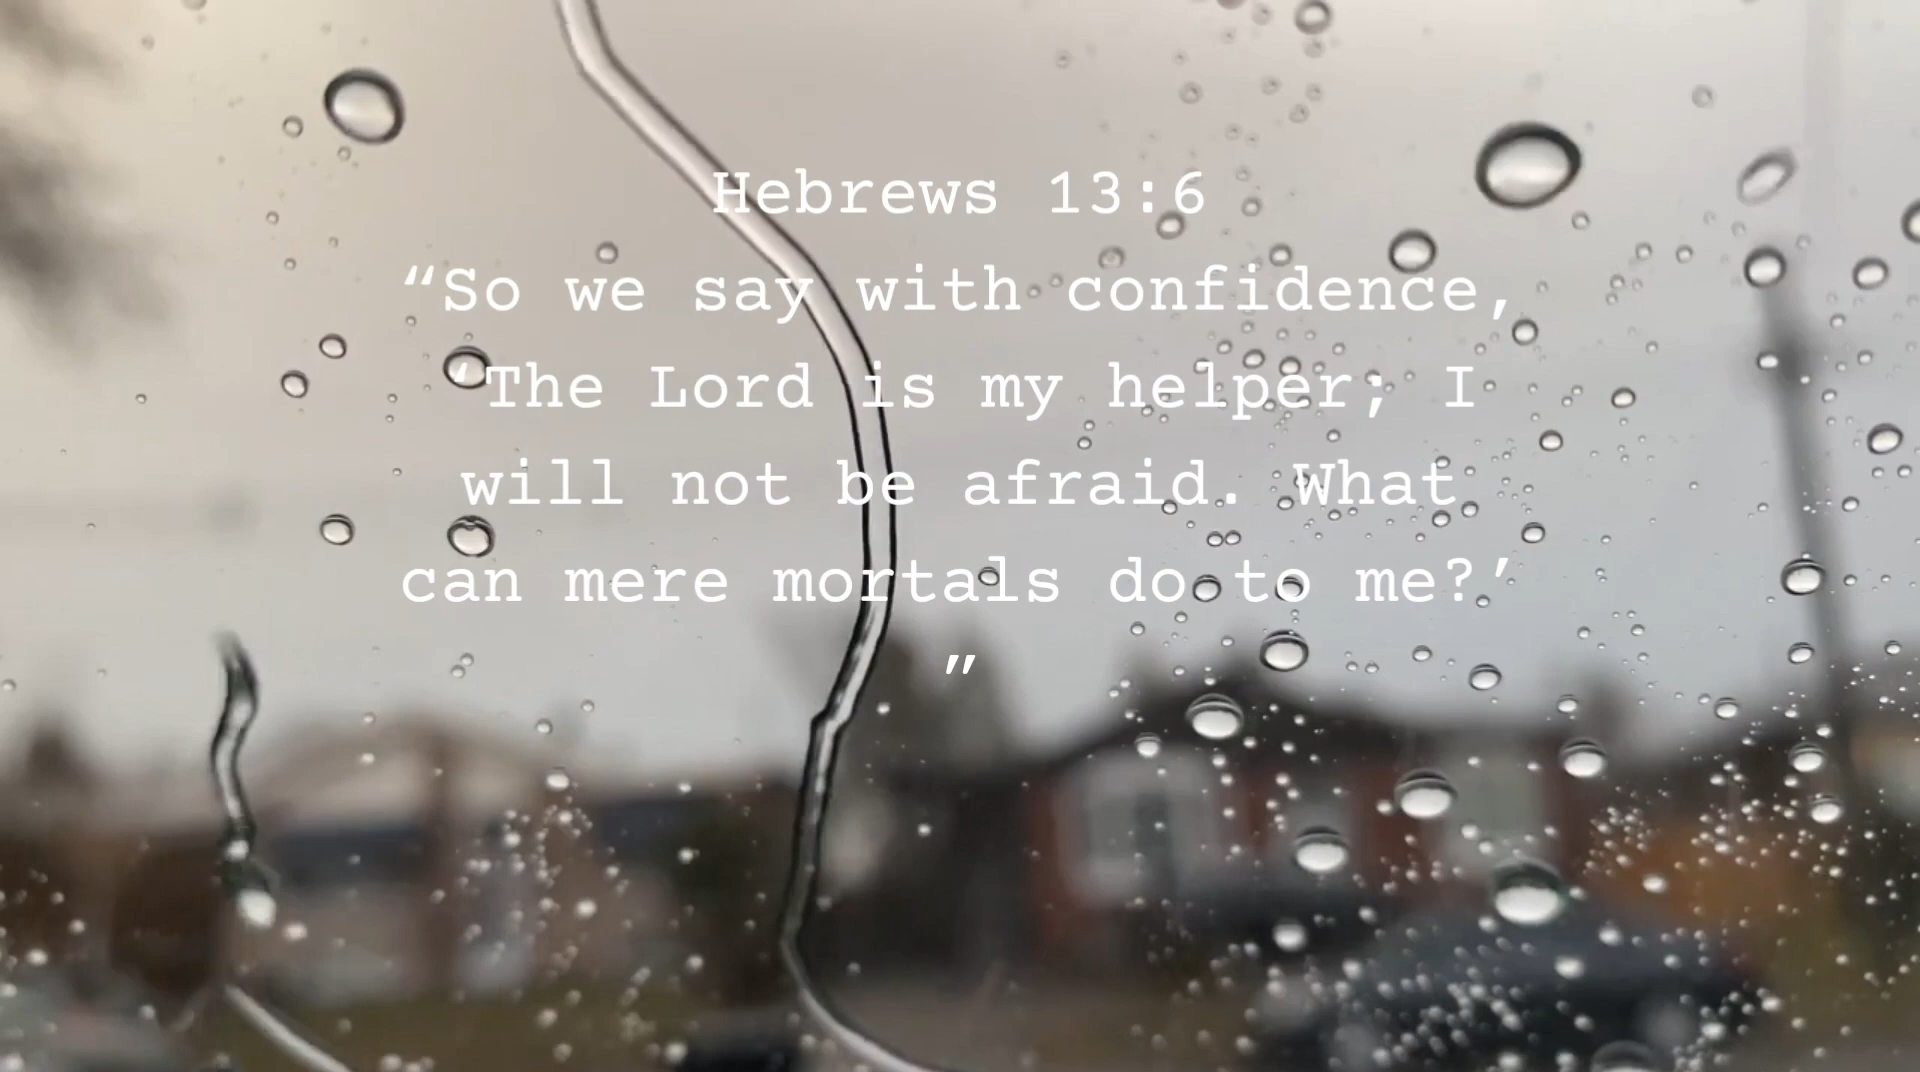 Hebrews 13:6
“So we say with confidence,
‘The Lord is my helper; I
will not be afraid. What
can mere mortals do to me?’
”